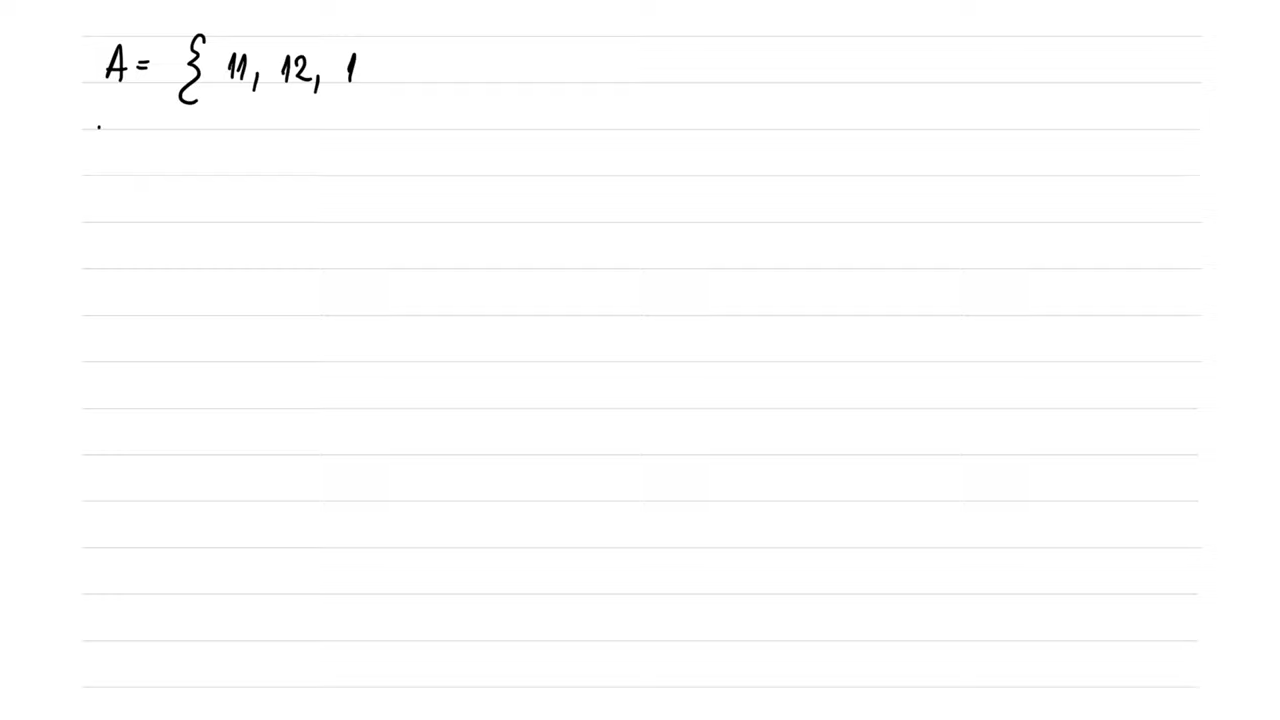 A = { 11, 12, 1